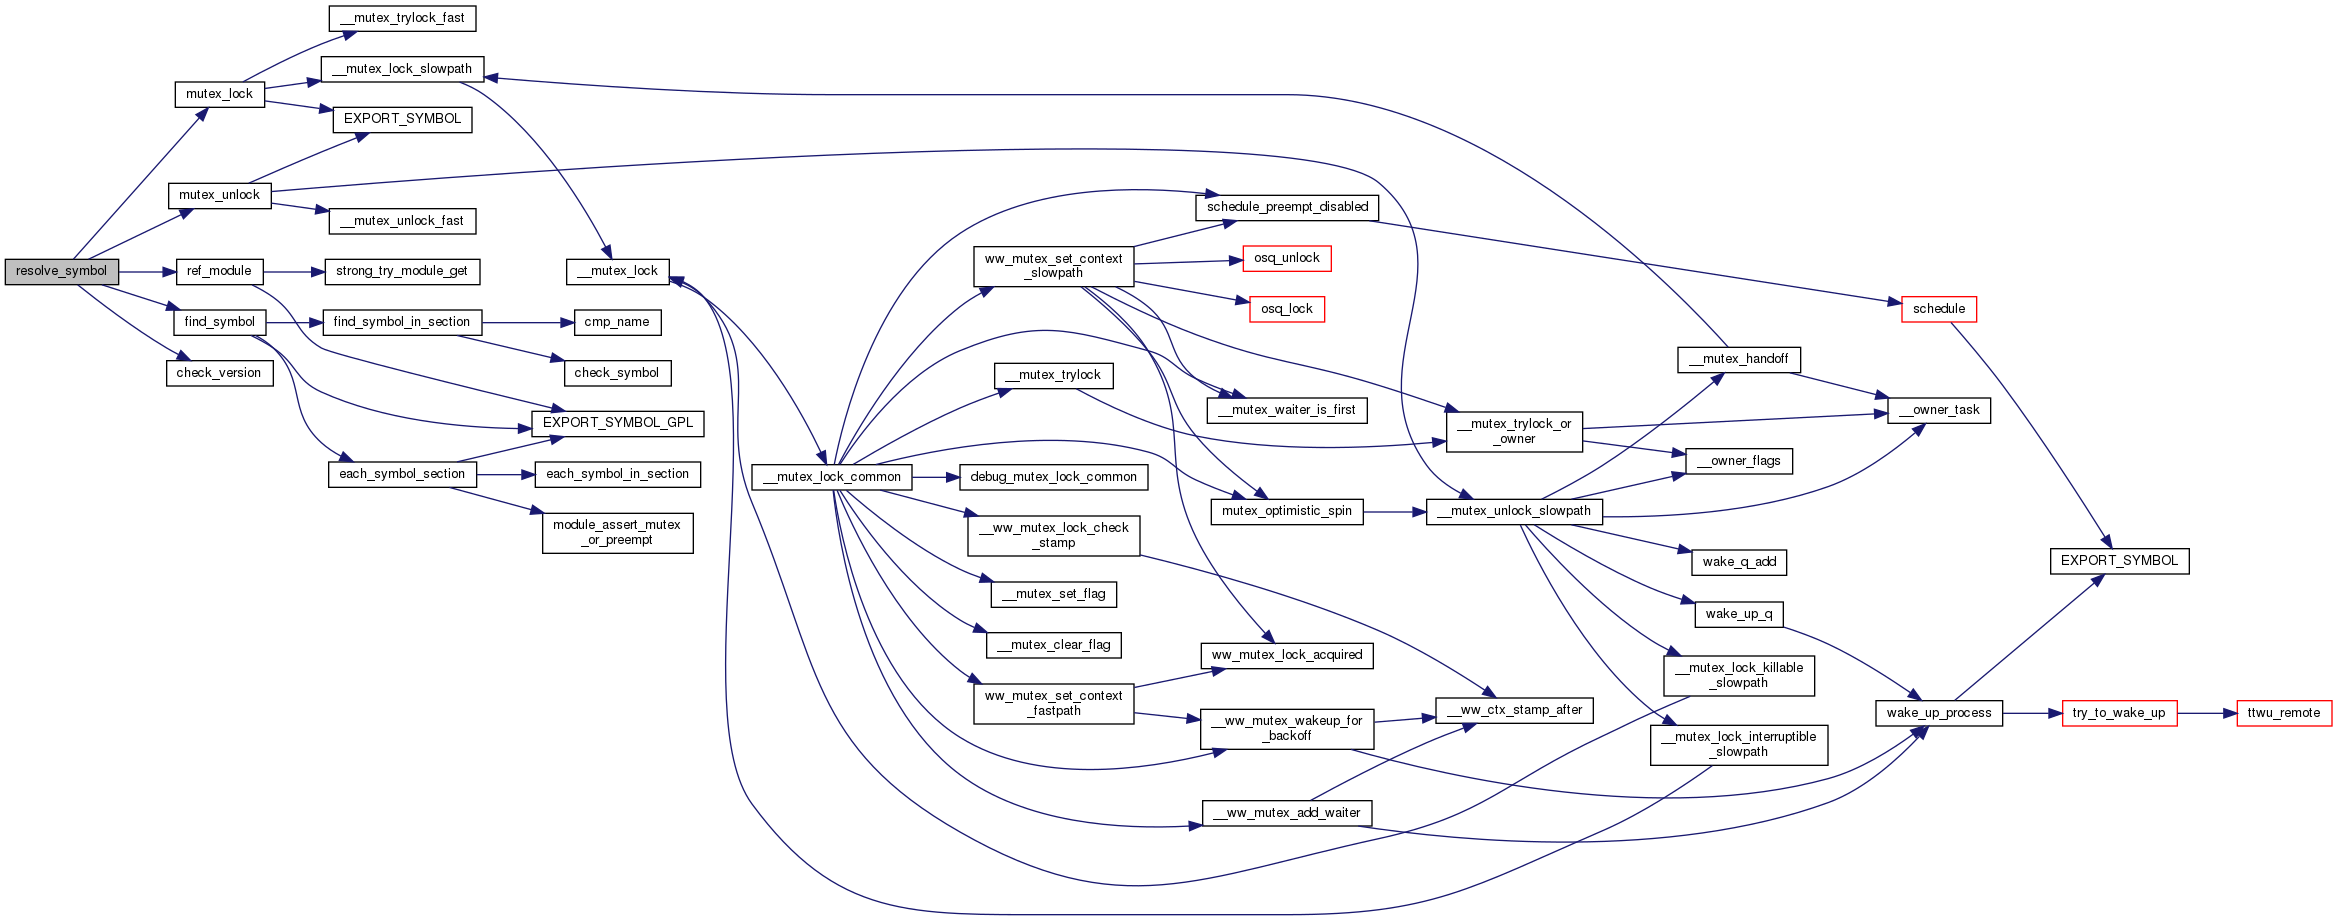 resolve_symbol
mutex_lock
mutex_unlock
ref_module
find_symbol
check_version
__mutex_trylock_fast
__mutex_lock_slowpath
EXPORT_SYMBOL
__mutex_unlock_fast
strong_try_module_get
find_symbol_in_section
each_symbol_section
__mutex_lock
cmp_name
check_symbol
EXPORT_SYMBOL_GPL
each_symbol_in_section
module_assert_mutex
_or_preempt
__mutex_lock_common
ww_mutex_set_context
_slowpath
__mutex_trylock
debug_mutex_lock_common
__ww_mutex_lock_check
_stamp
__mutex_set_flag
__mutex_clear_flag
ww_mutex_set_context
_fastpath
schedule_preempt_disabled
osq_unlock
osq_lock
__mutex_waiter_is_first
mutex_optimistic_spin
ww_mutex_lock_acquired
__ww_mutex_wakeup_for
_backoff
__ww_mutex_add_waiter
__mutex_trylock_or
_owner
__mutex_unlock_slowpath
__ww_ctx_stamp_after
__mutex_handoff
__owner_flags
wake_q_add
wake_up_q
__mutex_lock_killable
_slowpath
__mutex_lock_interruptible
_slowpath
schedule
__owner_task
wake_up_process
EXPORT_SYMBOL
try_to_wake_up
ttwu_remote